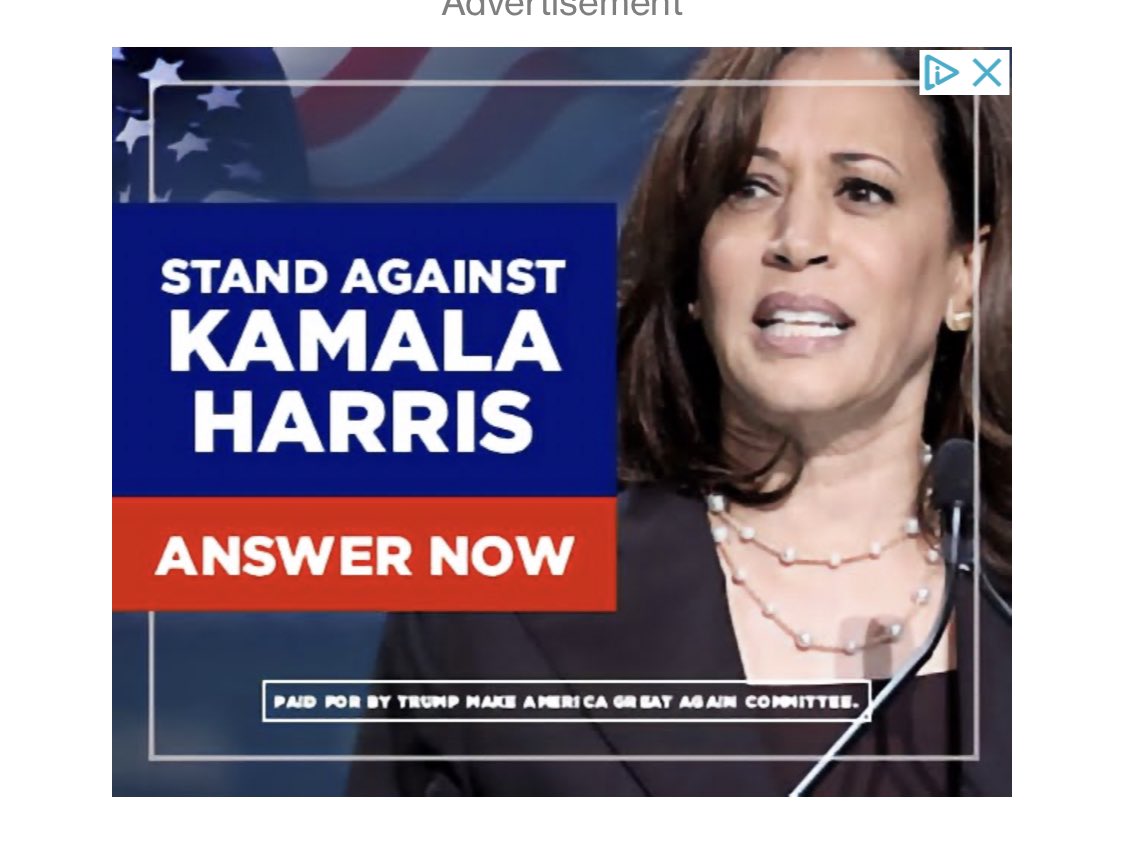 Advertisement
STAND AGAINST
KAMALA
HARRIS
ANSWER NOW
PAID FOR BY TRUMP MAKE AMERICA GREAT AGAIN COMMITTEE.